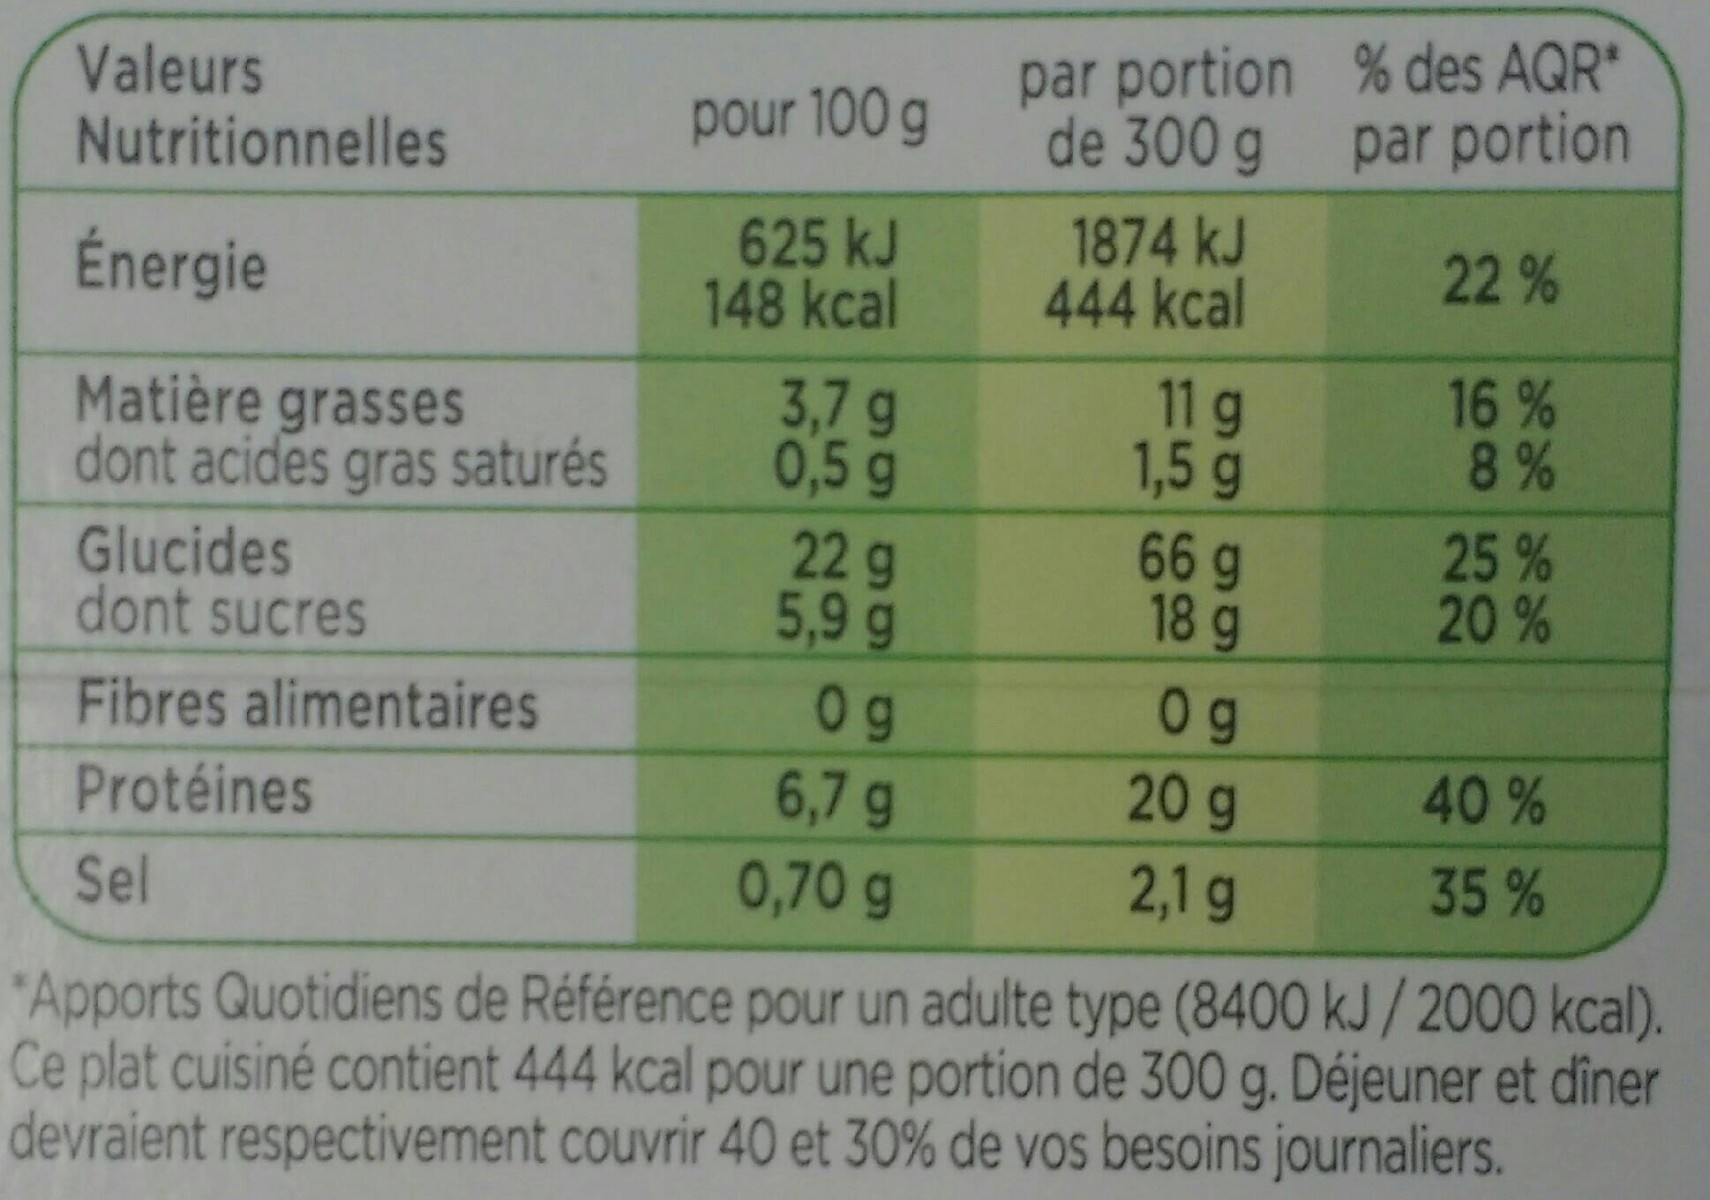 Valeurs Nutritionnelles pour 100 g par portion de 300 g % des AQR* par portion
Énergie 625 kJ 148 kcal 1874 kJ 444 kcal 22 %
Matière grasses 3,7 g 11 g 16 %
dont acides gras saturés 0,5 g 1,5 g 8 %
Glucides 22 g 66 g 25 %
dont sucres 5,9 g 18 g 20 %
Fibres alimentaires 0 g 0 g
Protéines 6,7 g 20 g 40 %
Sel 0,70 g 2,1 g 35 %
*Apports Quotidiens de Référence pour un adulte type (8400 kJ / 2000 kcal).
Ce plat cuisiné contient 444 kcal pour une portion de 300 g. Déjeuner et dîner
devraient respectivement couvrir 40 et 30% de vos besoins journaliers.